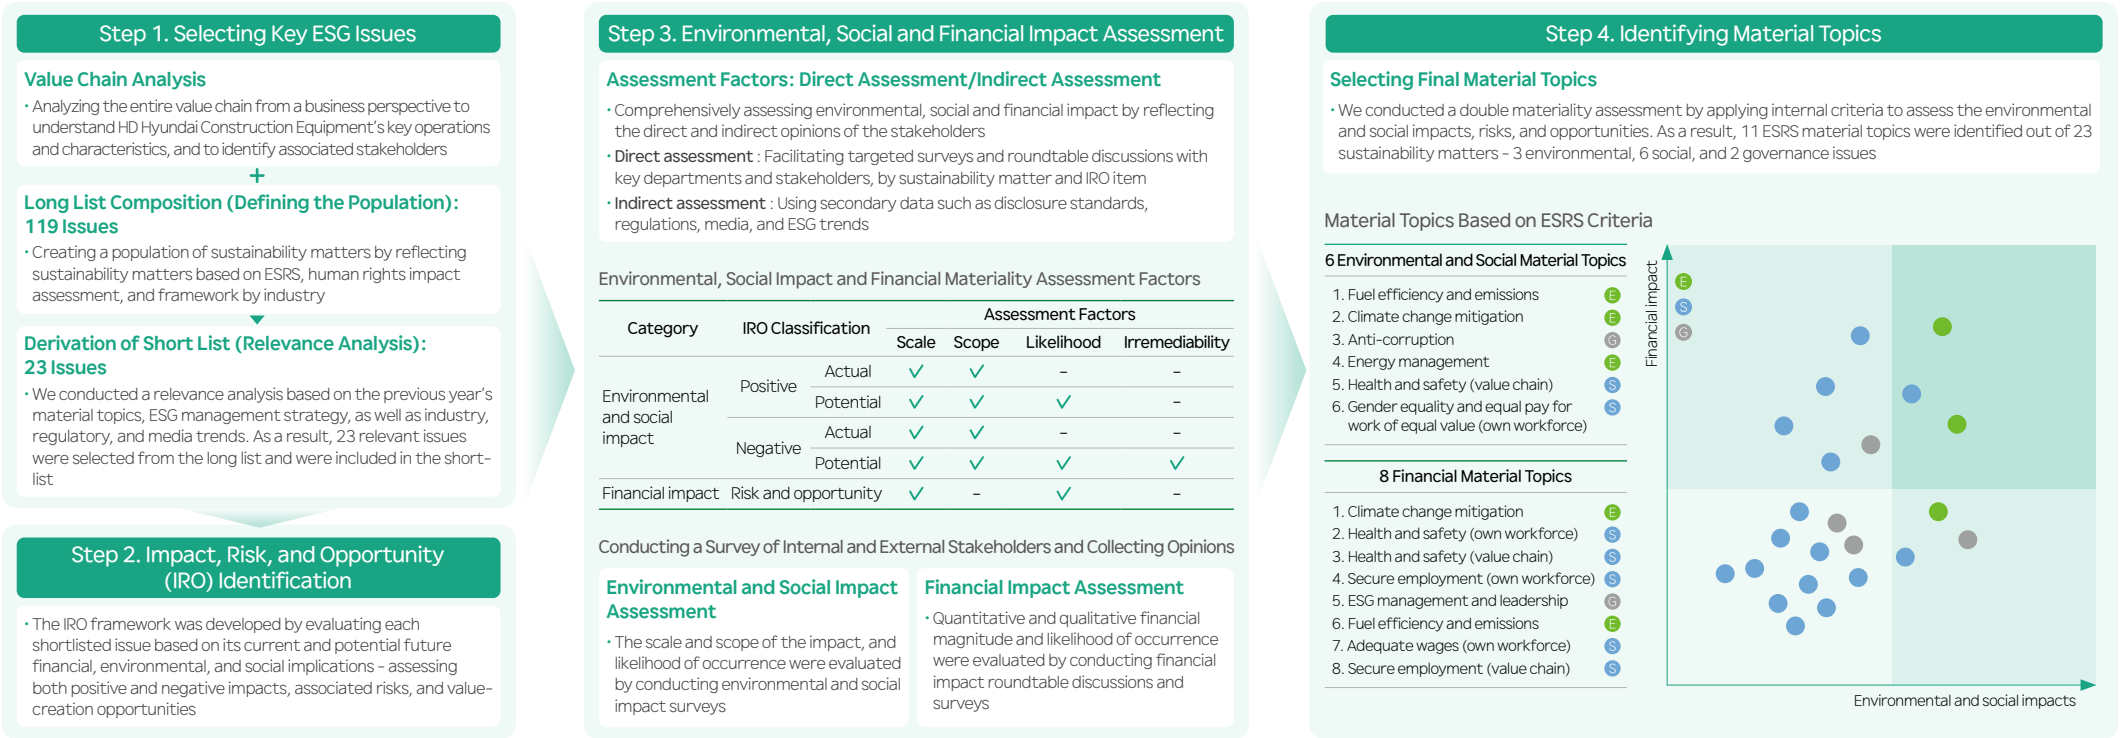 Step 1. Selecting Key ESG Issues
Value Chain Analysis
· Analyzing the entire value chain from a business perspective to
understand HD Hyundai Construction Equipment's key operations
and characteristics, and to identify associated stakeholders
+
Long List Composition (Defining the Population):
119 Issues
· Creating a population of sustainability matters by reflecting
sustainability matters based on ESRS, human rights impact
assessment, and framework by industry
Derivation of Short List (Relevance Analysis):
23 Issues
· We conducted a relevance analysis based on the previous year's
material topics, ESG management strategy, as well as industry,
regulatory, and media trends. As a result, 23 relevant issues
were selected from the long list and were included in the short-
list
Step 2. Impact, Risk, and Opportunity
(IRO) Identification
· The IRO framework was developed by evaluating each
shortlisted issue based on its current and potential future
financial, environmental, and social implications - assessing
both positive and negative impacts, associated risks, and value-
creation opportunities
Step 3. Environmental, Social and Financial Impact Assessment
Assessment Factors: Direct Assessment/Indirect Assessment
· Comprehensively assessing environmental, social and financial impact by reflecting
the direct and indirect opinions of the stakeholders
· Direct assessment : Facilitating targeted surveys and roundtable discussions with
key departments and stakeholders, by sustainability matter and IRO item
· Indirect assessment : Using secondary data such as disclosure standards,
regulations, media, and ESG trends
Environmental, Social Impact and Financial Materiality Assessment Factors
Category IRO Classification Assessment Factors
Scale Scope Likelihood Irremediability
Environmental
and social
impact
Positive
Actual ✓ ✓ – –
Potential ✓ ✓ ✓ –
Negative
Actual ✓ ✓ – –
Potential ✓ ✓ ✓ ✓
Financial impact Risk and opportunity ✓ – ✓ –
Conducting a Survey of Internal and External Stakeholders and Collecting Opinions
Environmental and Social Impact
Assessment
· The scale and scope of the impact, and
likelihood of occurrence were evaluated
by conducting environmental and social
impact surveys
Financial Impact Assessment
· Quantitative and qualitative financial
magnitude and likelihood of occurrence
were evaluated by conducting financial
impact roundtable discussions and
surveys
Step 4. Identifying Material Topics
Selecting Final Material Topics
· We conducted a double materiality assessment by applying internal criteria to assess the environmental
and social impacts, risks, and opportunities. As a result, 11 ESRS material topics were identified out of 23
sustainability matters - 3 environmental, 6 social, and 2 governance issues
Material Topics Based on ESRS Criteria
6 Environmental and Social Material Topics
1. Fuel efficiency and emissions E
2. Climate change mitigation E
3. Anti-corruption G
4. Energy management E
5. Health and safety (value chain) S
6. Gender equality and equal pay for S
work of equal value (own workforce)
8 Financial Material Topics
1. Climate change mitigation E
2. Health and safety (own workforce) S
3. Health and safety (value chain) S
4. Secure employment (own workforce) S
5. ESG management and leadership G
6. Fuel efficiency and emissions E
7. Adequate wages (own workforce) S
8. Secure employment (value chain) S
Financial impact
E
S
G
Environmental and social impacts